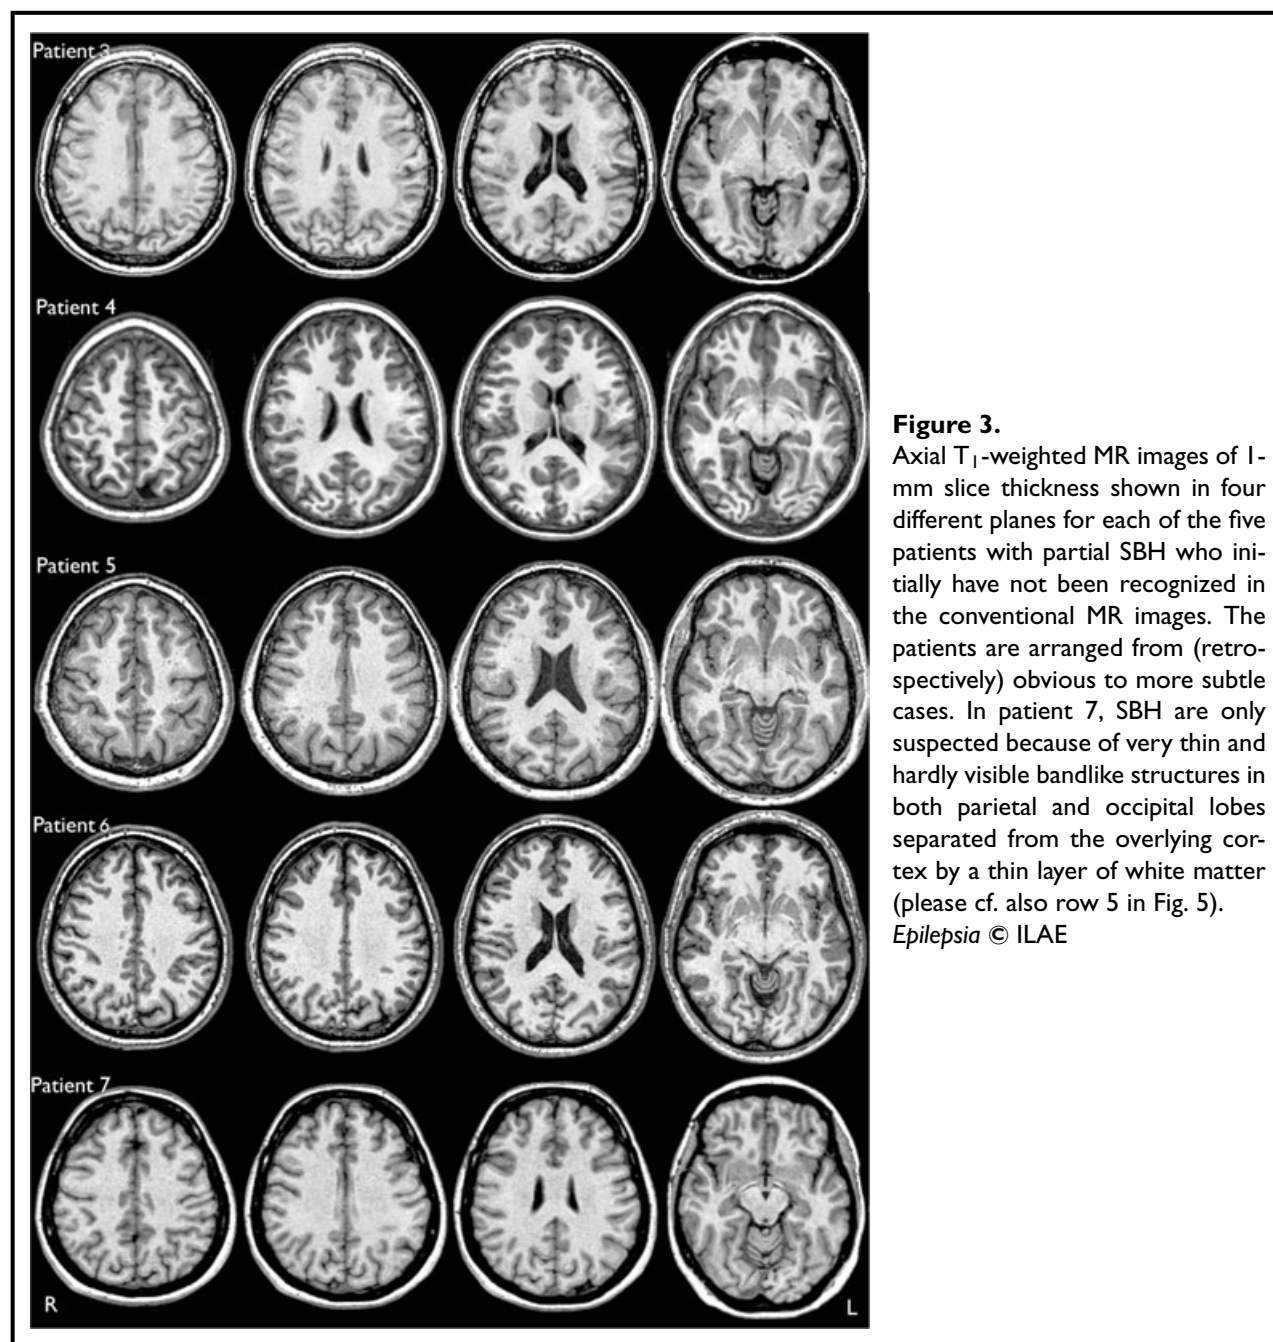 Patient 3
Patient 4
Patient 5
Patient 6
Patient 7
R
L
Figure 3.
Axial T₁-weighted MR images of 1-
mm slice thickness shown in four
different planes for each of the five
patients with partial SBH who ini-
tially have not been recognized in
the conventional MR images. The
patients are arranged from (retro-
spectively) obvious to more subtle
cases. In patient 7, SBH are only
suspected because of very thin and
hardly visible bandlike structures in
both parietal and occipital lobes
separated from the overlying cor-
tex by a thin layer of white matter
(please cf. also row 5 in Fig. 5).
Epilepsia © ILAE